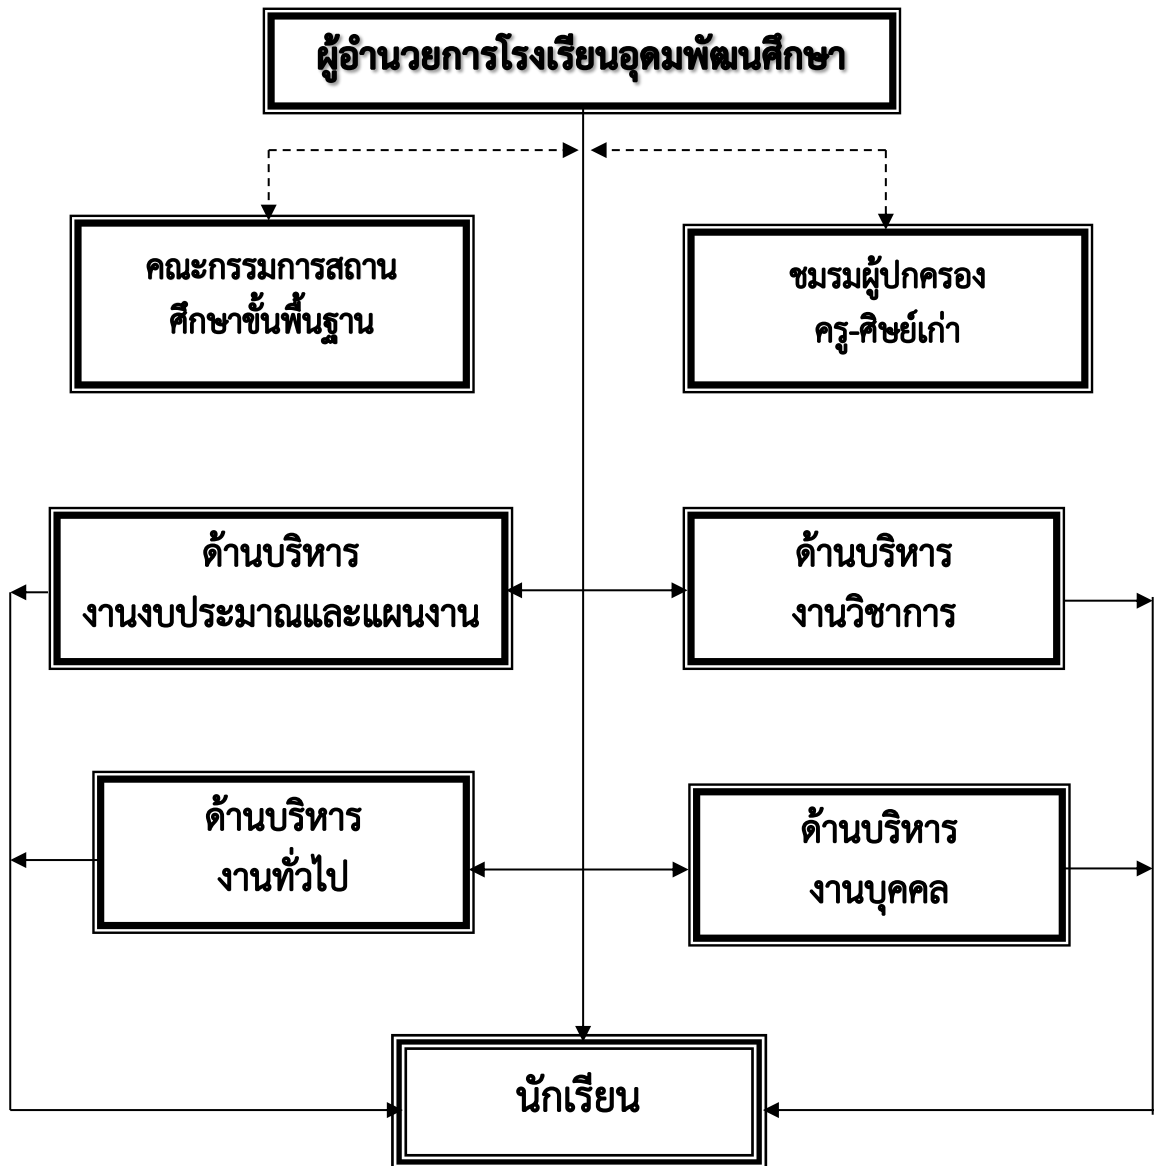 ผู้อำนวยการโรงเรียนอุดมพัฒนศึกษา
คณะกรรมการสถาน
ศึกษาขั้นพื้นฐาน
ชมรมผู้ปกครอง
ครู-ศิษย์เก่า
ด้านบริหาร
งานงบประมาณและแผนงาน
ด้านบริหาร
งานวิชาการ
ด้านบริหาร
งานทั่วไป
ด้านบริหาร
งานบุคคล
นักเรียน